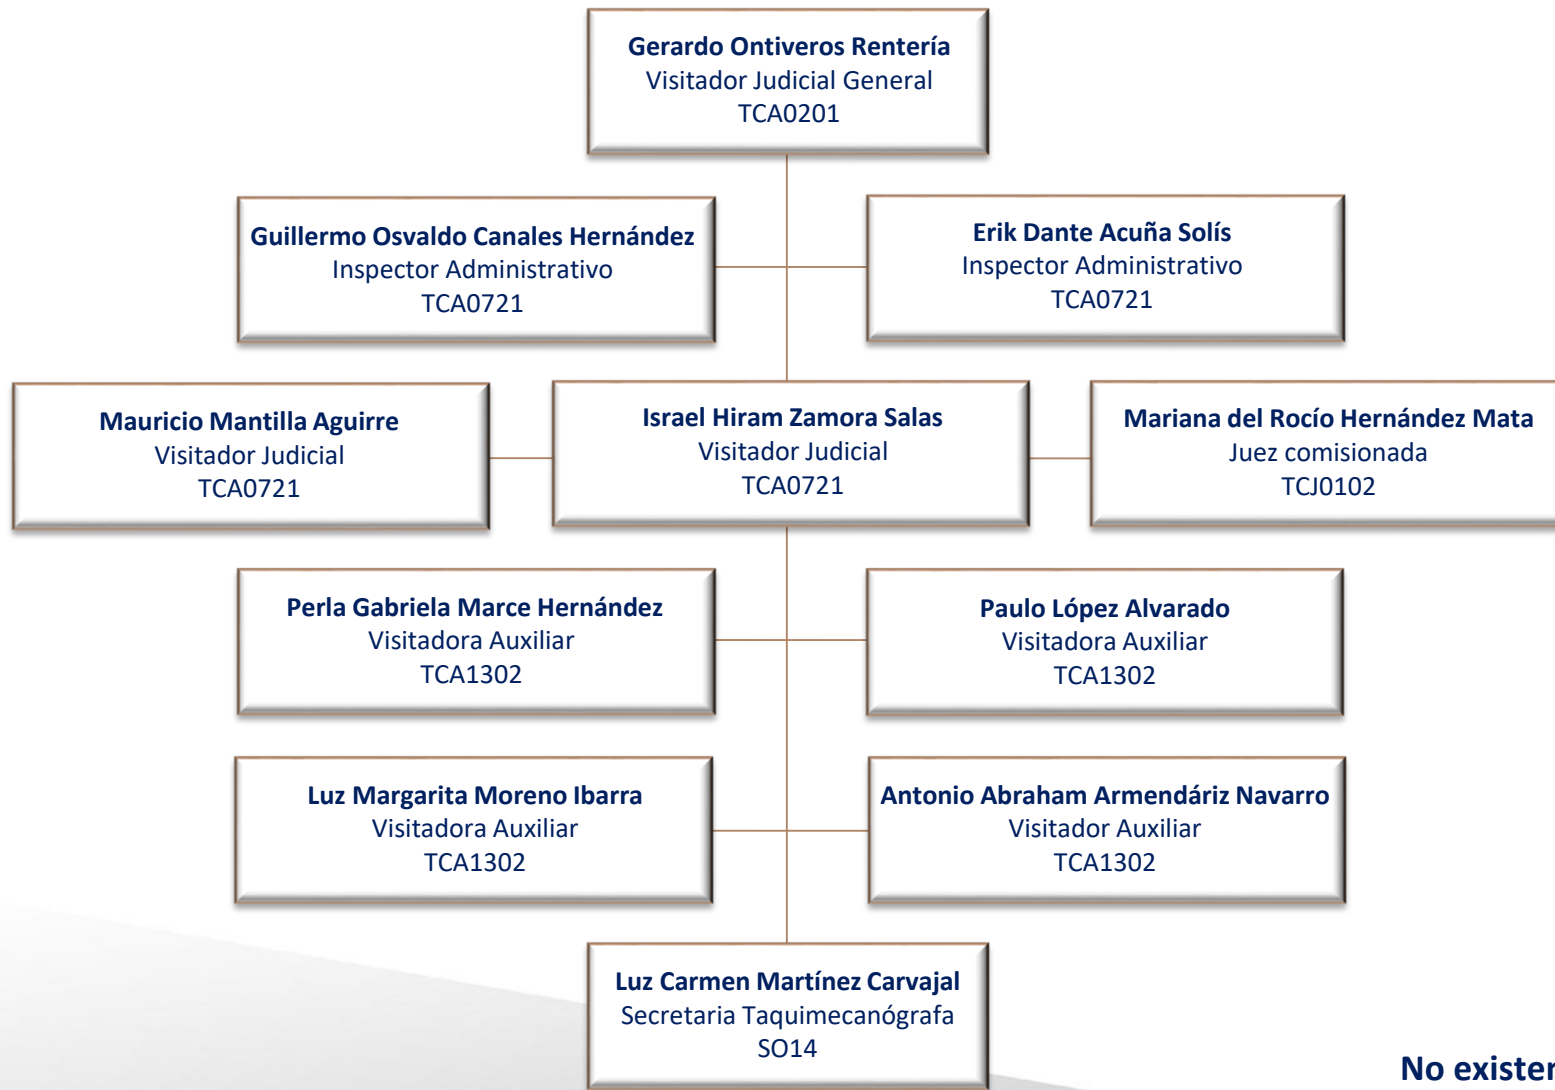 Gerardo Ontiveros Rentería
Visitador Judicial General
TCA0201
Guillermo Osvaldo Canales Hernández
Inspector Administrativo
TCA0721
Erik Dante Acuña Solís
Inspector Administrativo
TCA0721
Mauricio Mantilla Aguirre
Visitador Judicial
TCA0721
Israel Hiram Zamora Salas
Visitador Judicial
TCA0721
Mariana del Rocío Hernández Mata
Juez comisionada
TCJ0102
Perla Gabriela Marce Hernández
Visitadora Auxiliar
TCA1302
Paulo López Alvarado
Visitadora Auxiliar
TCA1302
Luz Margarita Moreno Ibarra
Visitadora Auxiliar
TCA1302
Antonio Abraham Armendáriz Navarro
Visitador Auxiliar
TCA1302
Luz Carmen Martínez Carvajal
Secretaria Taquimecanógrafa
SO14
No existen